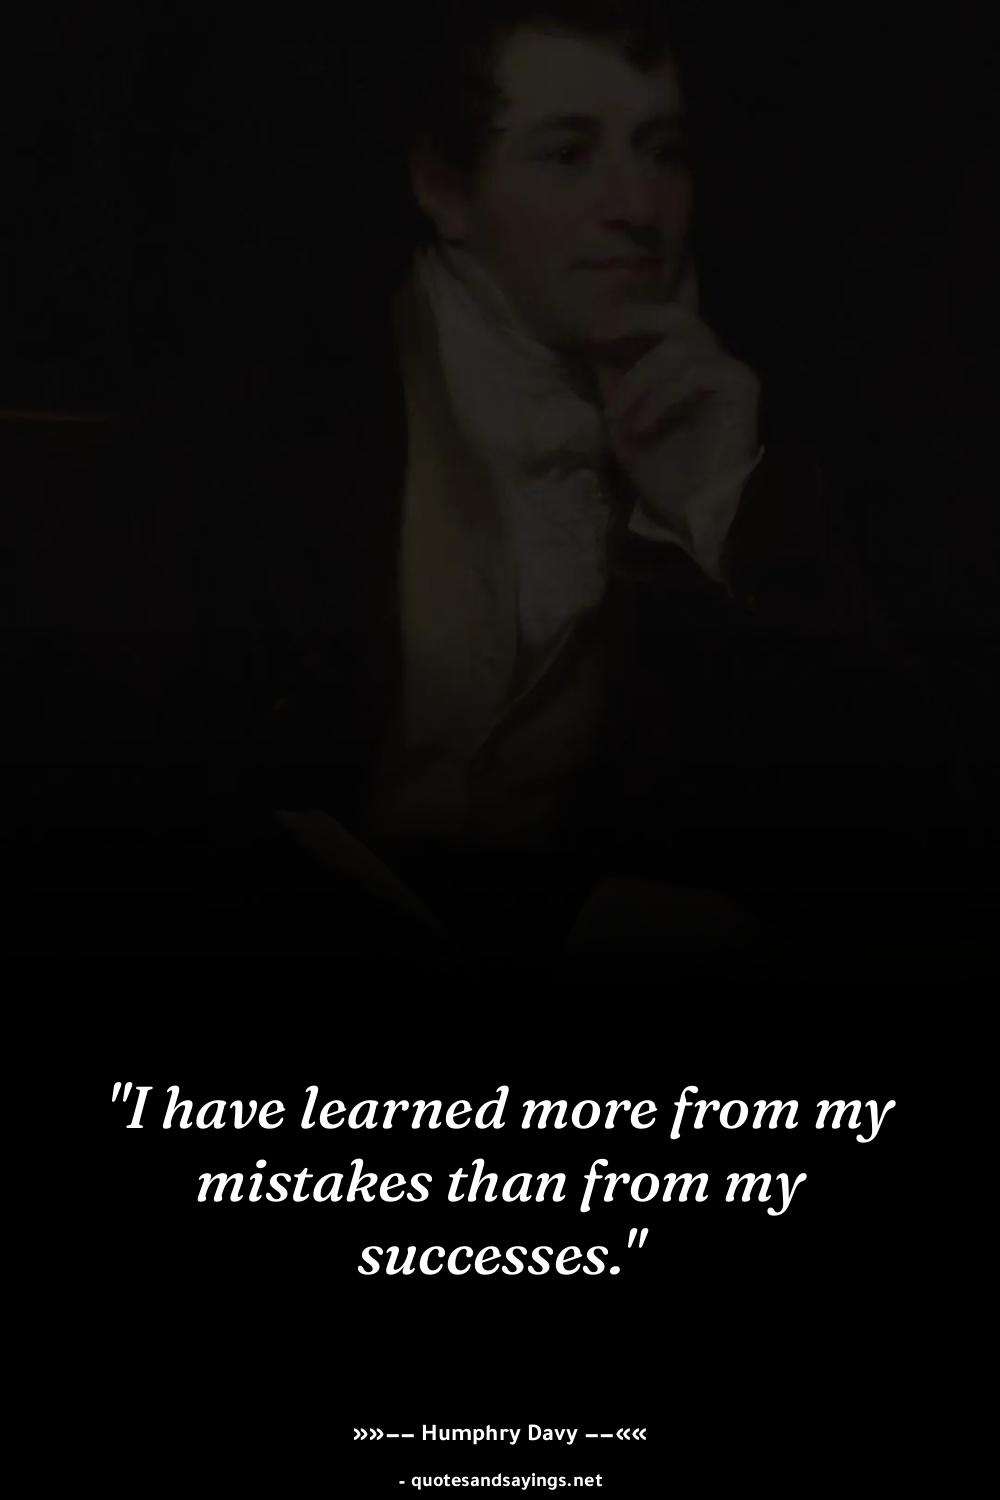 "I have learned more from my
mistakes than from my
successes."
»»−− Humphry Davy −−««
- quotesandsayings.net